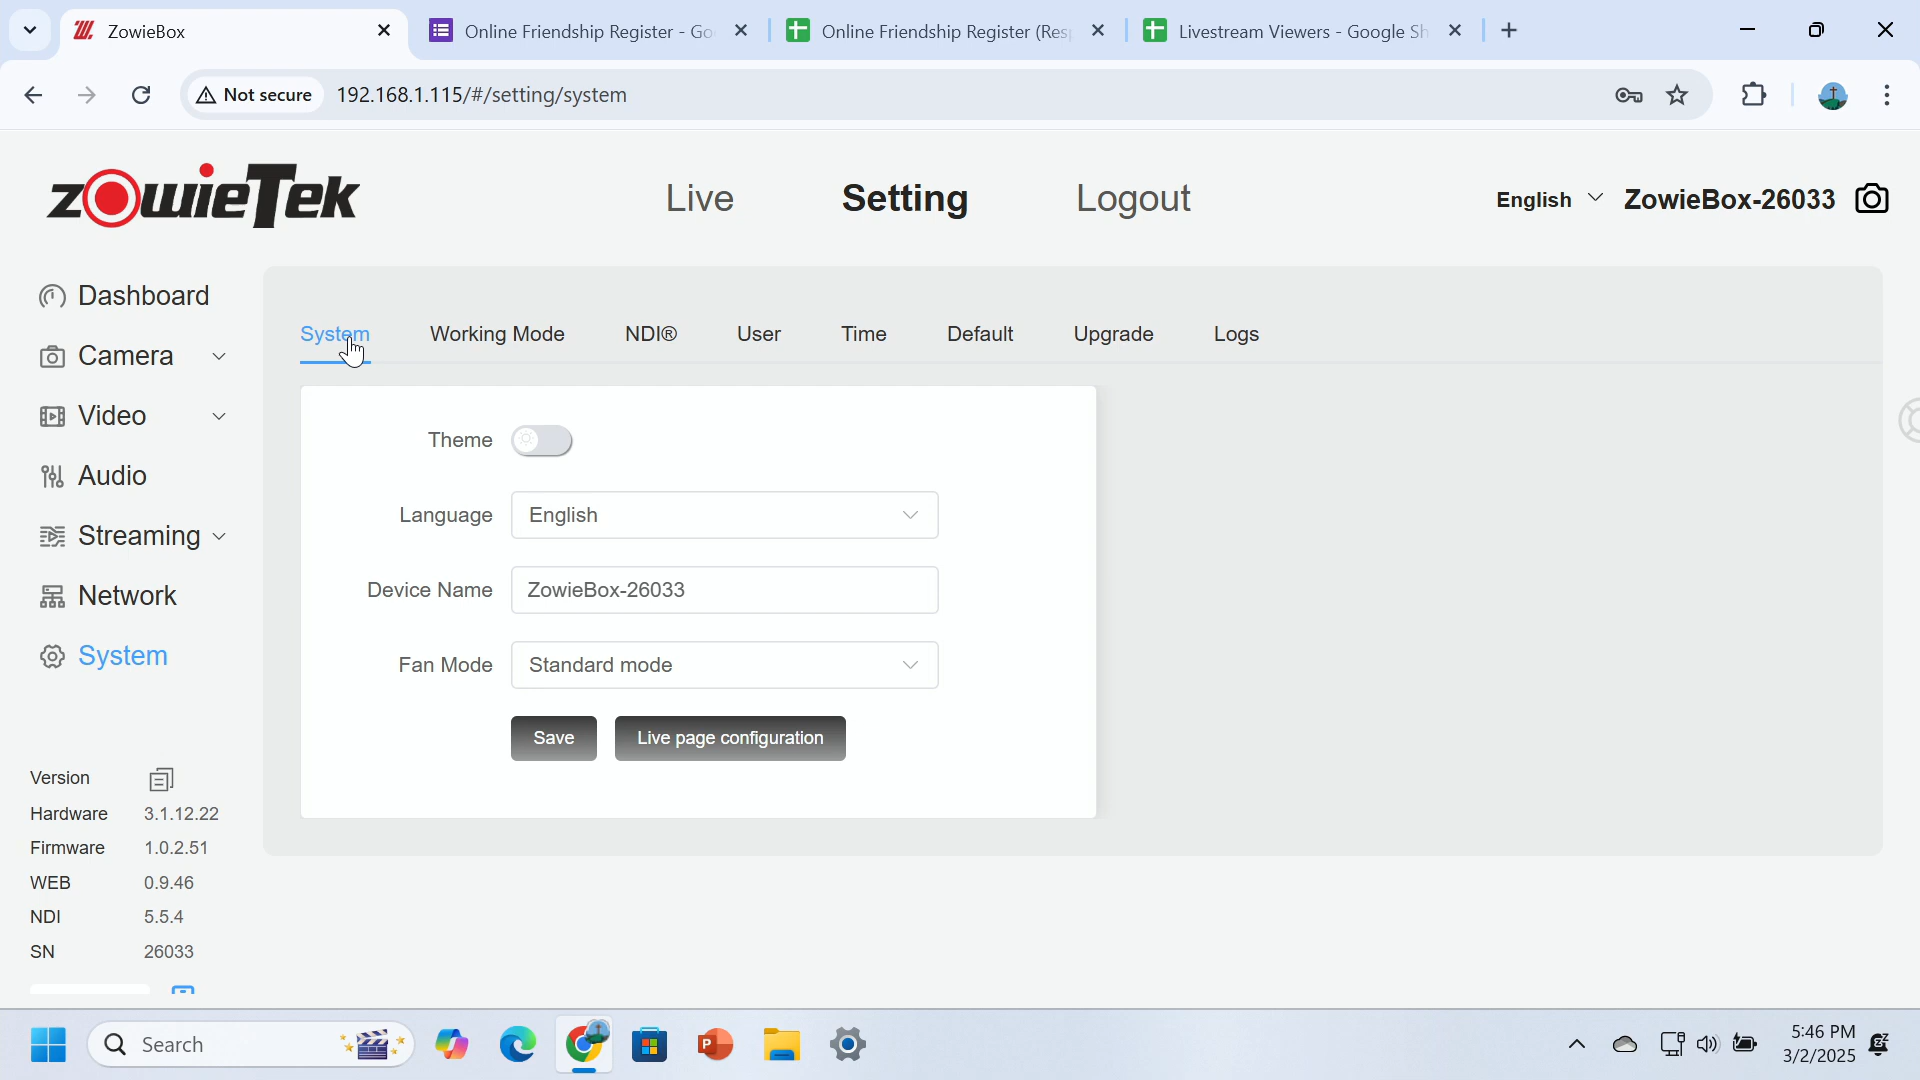 ZowieBox
Online Friendship Register - Go
Online Friendship Register (Res
Livestream Viewers - Google Sh
Not secure
192.168.1.115/#/setting/system
zowieTek
Live
Setting
Logout
English
ZowieBox-26033
Dashboard
Camera
Video
Audio
Streaming
Network
System
System
Working Mode
NDI®
User
Time
Default
Upgrade
Logs
Theme
Language
English
Device Name
ZowieBox-26033
Fan Mode
Standard mode
Save
Live page configuration
Version
Hardware 3.1.12.22
Firmware 1.0.2.51
WEB 0.9.46
NDI 5.5.4
SN 26033
Search
5:46 PM
3/2/2025